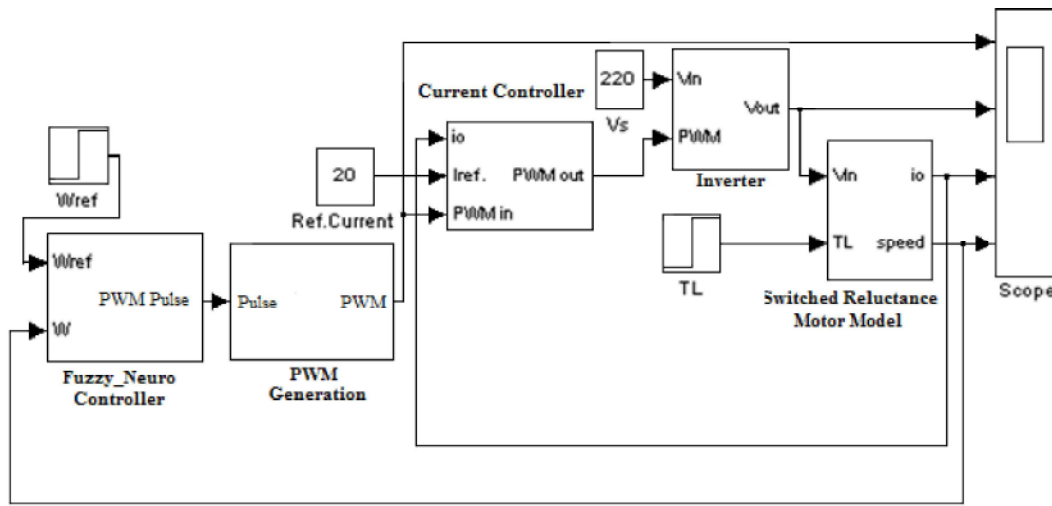 Wref
Wref
W
PWM Pulse
Fuzzy_Neuro
Controller
Pulse
PWM
PWM
Generation
20
Ref.Current
Current Controller
io
Iref.
PWM in
PWM out
220
Vs
Vin
PWM
Vout
Inverter
TL
Vin
TL
io
speed
Switched Reluctance
Motor Model
Scope